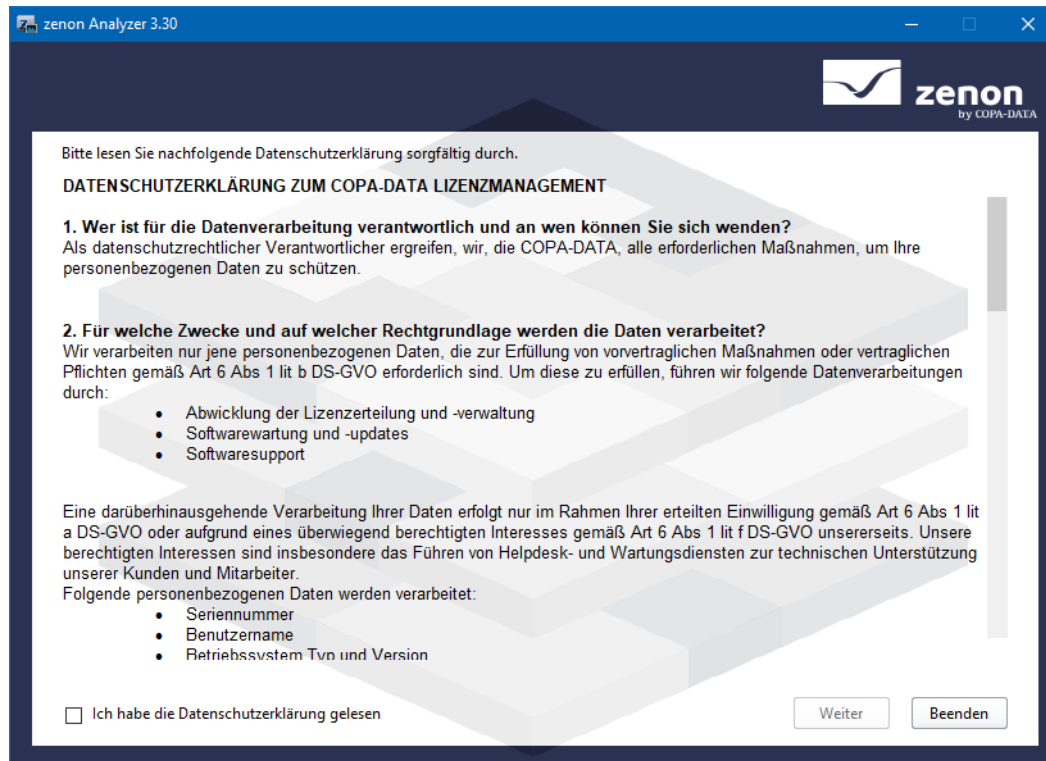 zenon Analyzer 3.30
zenon
by COPA-DATA
Bitte lesen Sie nachfolgende Datenschutzerklärung sorgfältig durch.
DATENSCHUTZERKLÄRUNG ZUM COPA-DATA LIZENZMANAGEMENT
1. Wer ist für die Datenverarbeitung verantwortlich und an wen können Sie sich wenden?
Als datenschutzrechtlicher Verantwortlicher ergreifen, wir, die COPA-DATA, alle erforderlichen Maßnahmen, um Ihre
personenbezogenen Daten zu schützen.
2. Für welche Zwecke und auf welcher Rechtgrundlage werden die Daten verarbeitet?
Wir verarbeiten nur jene personenbezogenen Daten, die zur Erfüllung von vorvertraglichen Maßnahmen oder vertraglichen
Pflichten gemäß Art 6 Abs 1 lit b DS-GVO erforderlich sind. Um diese zu erfüllen, führen wir folgende Datenverarbeitungen
durch:
• Abwicklung der Lizenzerteilung und -verwaltung
• Softwarewartung und -updates
• Softwaresupport
Eine darüberhinausgehende Verarbeitung Ihrer Daten erfolgt nur im Rahmen Ihrer erteilten Einwilligung gemäß Art 6 Abs 1 lit
a DS-GVO oder aufgrund eines überwiegend berechtigten Interesses gemäß Art 6 Abs 1 lit f DS-GVO unsererseits. Unsere
berechtigten Interessen sind insbesondere das Führen von Helpdesk- und Wartungsdiensten zur technischen Unterstützung
unserer Kunden und Mitarbeiter.
Folgende personenbezogenen Daten werden verarbeitet:
• Seriennummer
• Benutzername
• Betriebssystem Typ und Version
Ich habe die Datenschutzerklärung gelesen
Weiter
Beenden